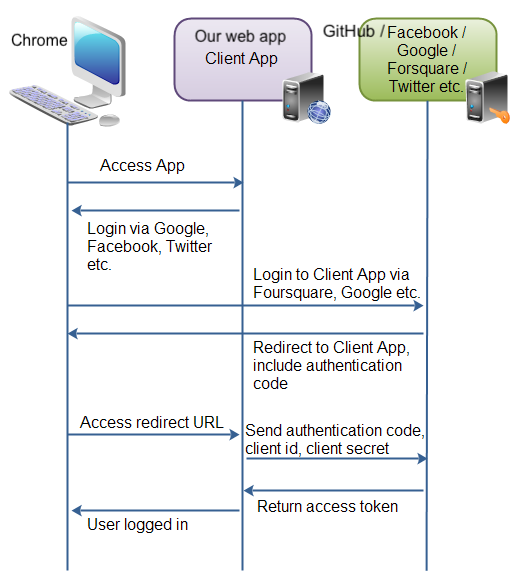 Chrome
Our web app
Client App
GitHub /
Facebook /
Google /
Forsquare /
Twitter etc.
Access App
Login via Google,
Facebook, Twitter
etc.
Login to Client App via
Foursquare, Google etc.
Redirect to Client App,
include authentication
code
Access redirect URL
Send authentication code,
client id, client secret
Return access token
User logged in